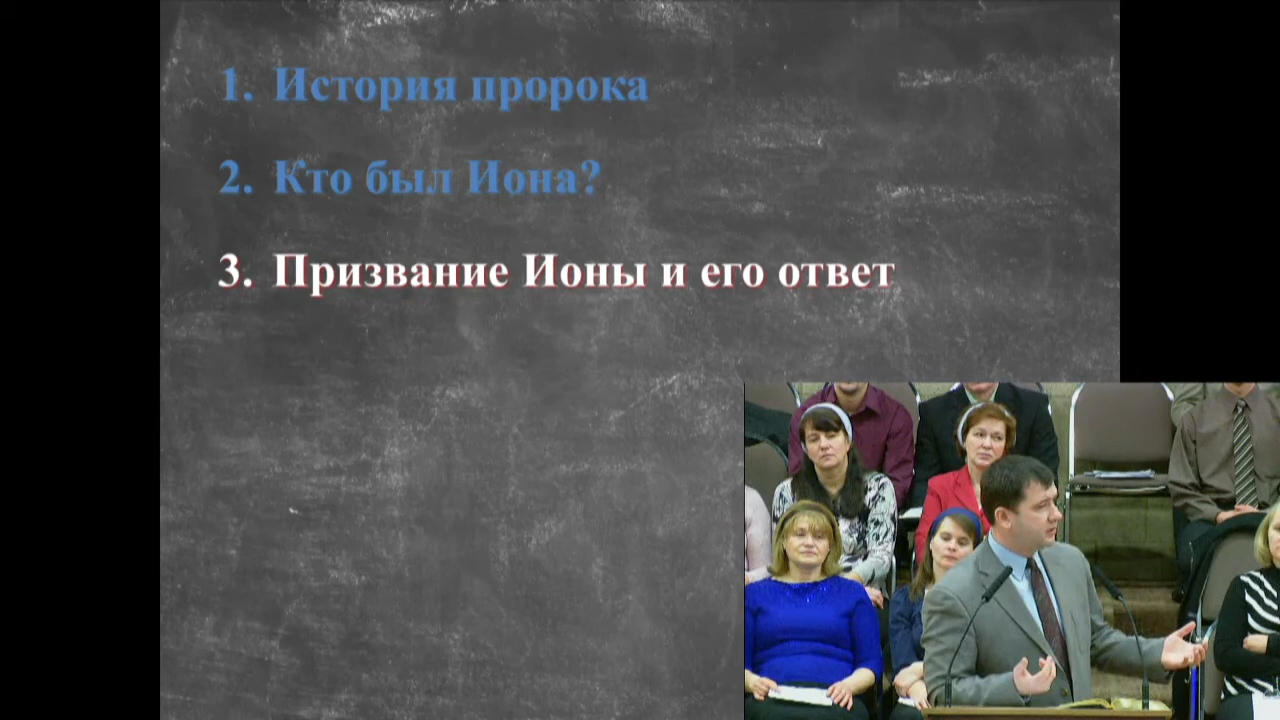 1. История пророка
2. Кто был Иона?
3. Призвание Ионы и его ответ